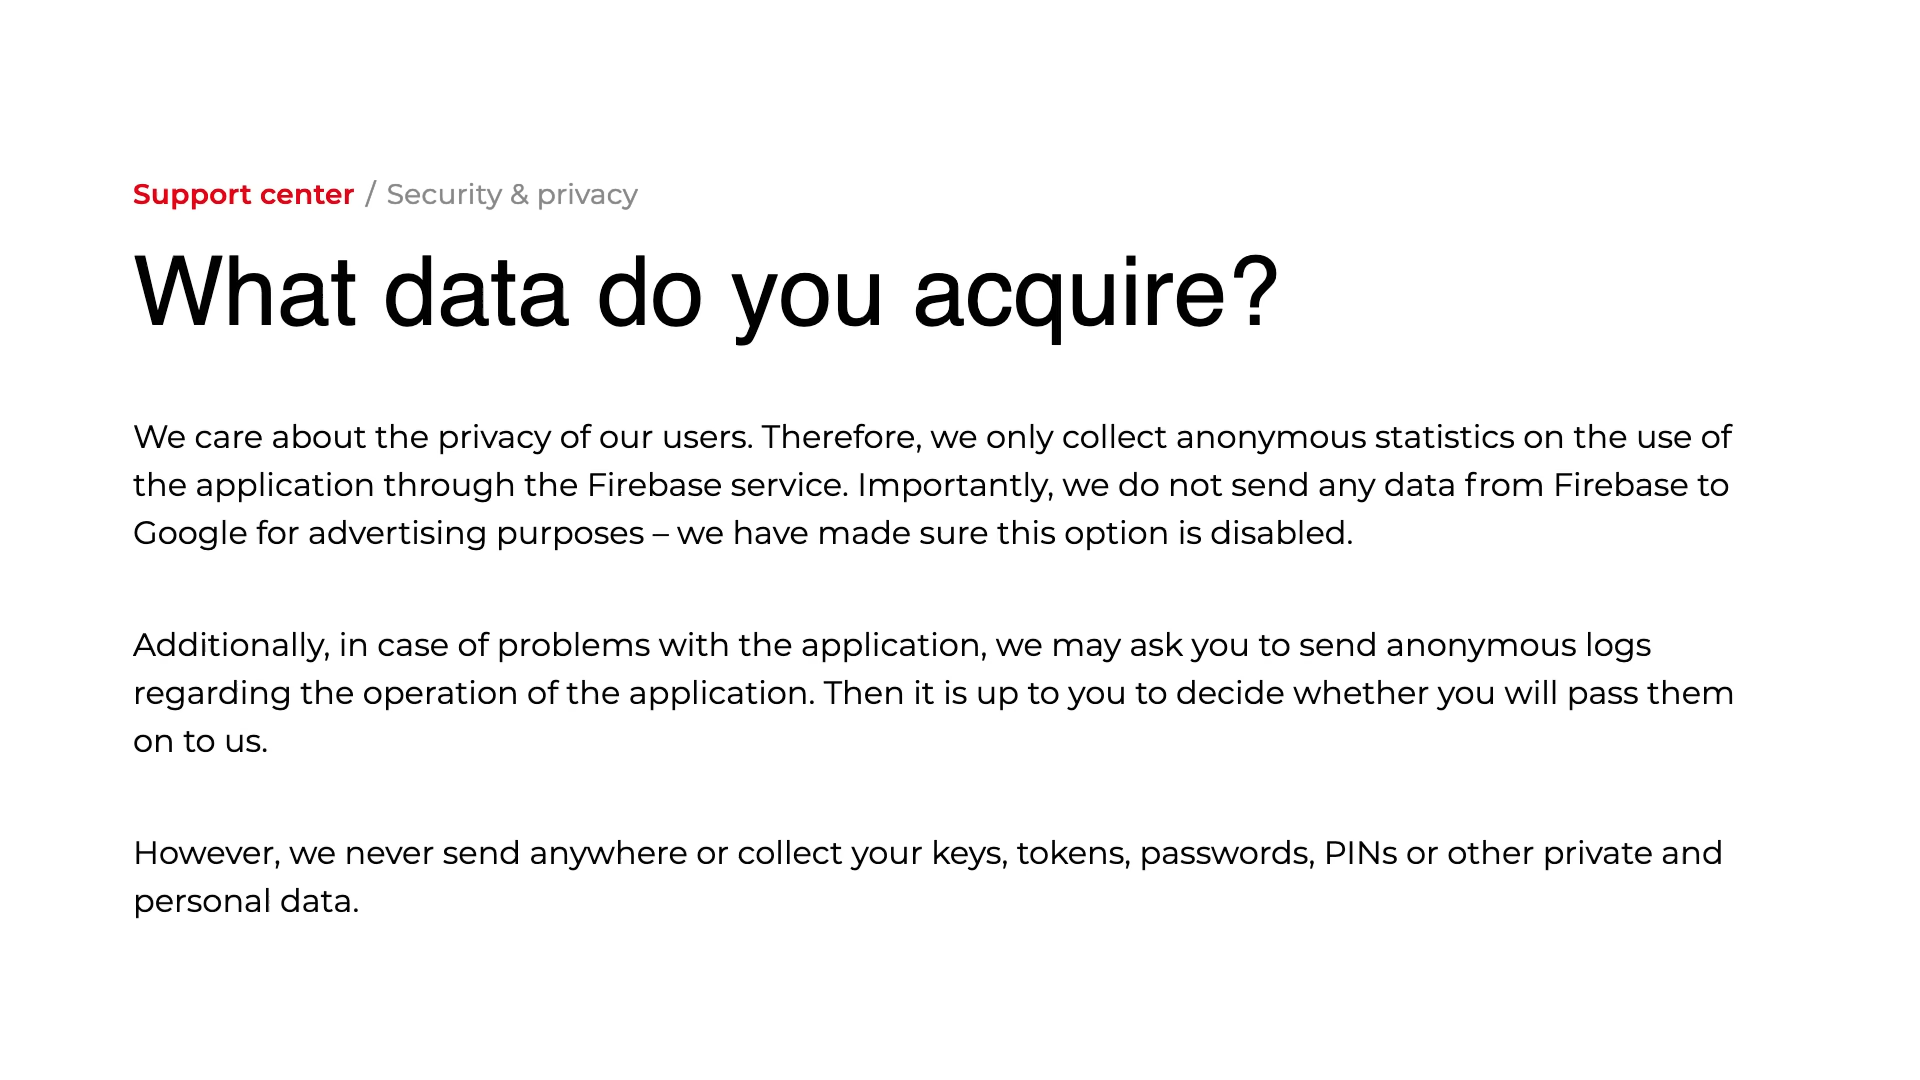 Support center / Security & privacy
What data do you acquire?
We care about the privacy of our users. Therefore, we only collect anonymous statistics on the use of
the application through the Firebase service. Importantly, we do not send any data from Firebase to
Google for advertising purposes – we have made sure this option is disabled.
Additionally, in case of problems with the application, we may ask you to send anonymous logs
regarding the operation of the application. Then it is up to you to decide whether you will pass them
on to us.
However, we never send anywhere or collect your keys, tokens, passwords, PINs or other private and
personal data.